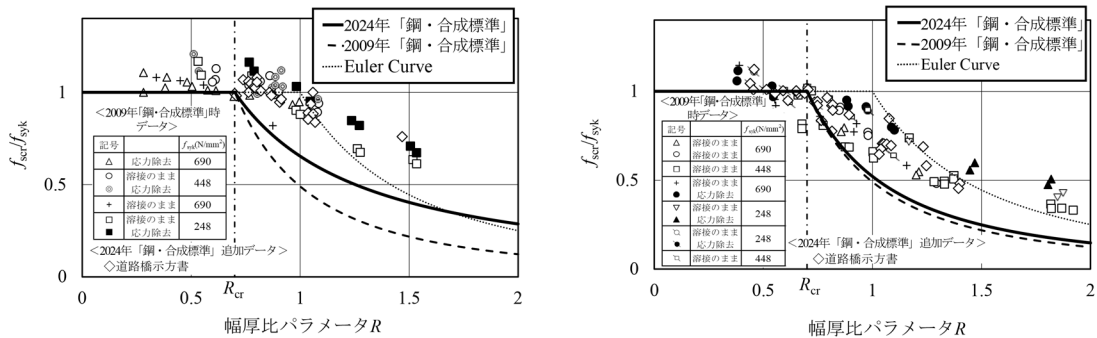 2024年「鋼・合成標準」
2009年「鋼・合成標準」
Euler Curve
fscr/fsyk
1
0.5
0
<2009年｢鋼・合成標準｣時
データ>
記号 fsyk(N/mm²)
△ 応力除去 690
○ 溶接のまま 448
◎ 応力除去
+ 溶接のまま 690
□ 溶接のまま 248
■ 応力除去
<2024年「鋼・合成標準」追加データ>
◇道路橋示方書
0 0.5 Rcr 1 1.5 2
幅厚比パラメータR
2024年「鋼・合成標準」
2009年「鋼・合成標準」
Euler Curve
fscr/fsyk
1
0.5
0
<2009年｢鋼・合成標準｣
時データ>
記号 fsyk(N/mm²)
△ 溶接のまま 690
○ 溶接のまま
□ 溶接のまま 448
+ 溶接のまま 690
● 応力除去
▽ 溶接のまま 248
▲ 応力除去
溶接のまま 248
● 応力除去
溶接のまま 448
<2024年「鋼・合成標準」追加データ>
◇道路橋示方書
0 0.5 Rcr 1 1.5 2
幅厚比パラメータR